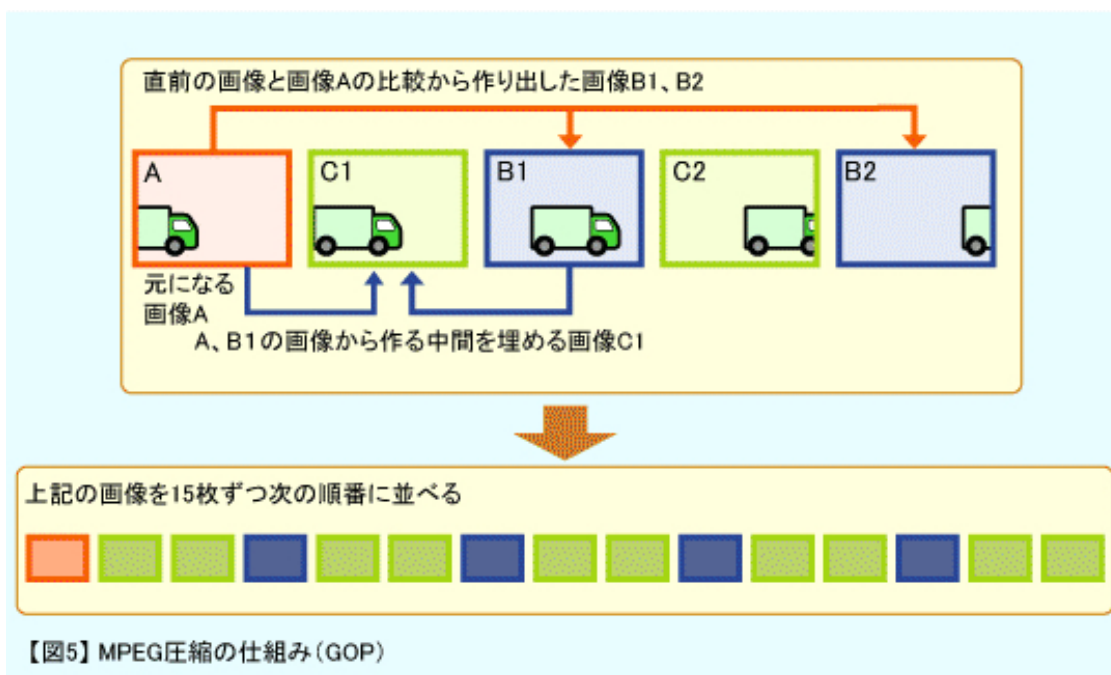 直前の画像と画像Aの比較から作り出した画像B1、B2
A
C1
B1
C2
B2
元になる
画像A
A、B1の画像から作る中間を埋める画像C1
上記の画像を15枚ずつ次の順番に並べる
【図5】MPEG圧縮の仕組み(GOP)